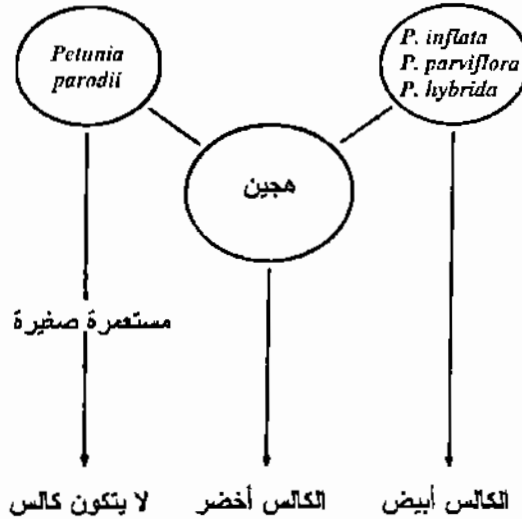 Petunia
parodii
P. inflata
P. parviflora
P. hybrida
هجين
مستعمرة صغيرة
الكالس أبيض
الكالس أخضر
لا يتكون كالس